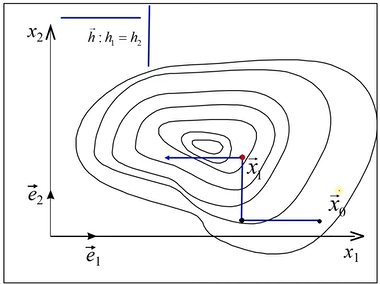 x₂
h⃗ : h₁ = h₂
x⃗₁
e⃗₂
x⃗₀
e⃗₁
x₁